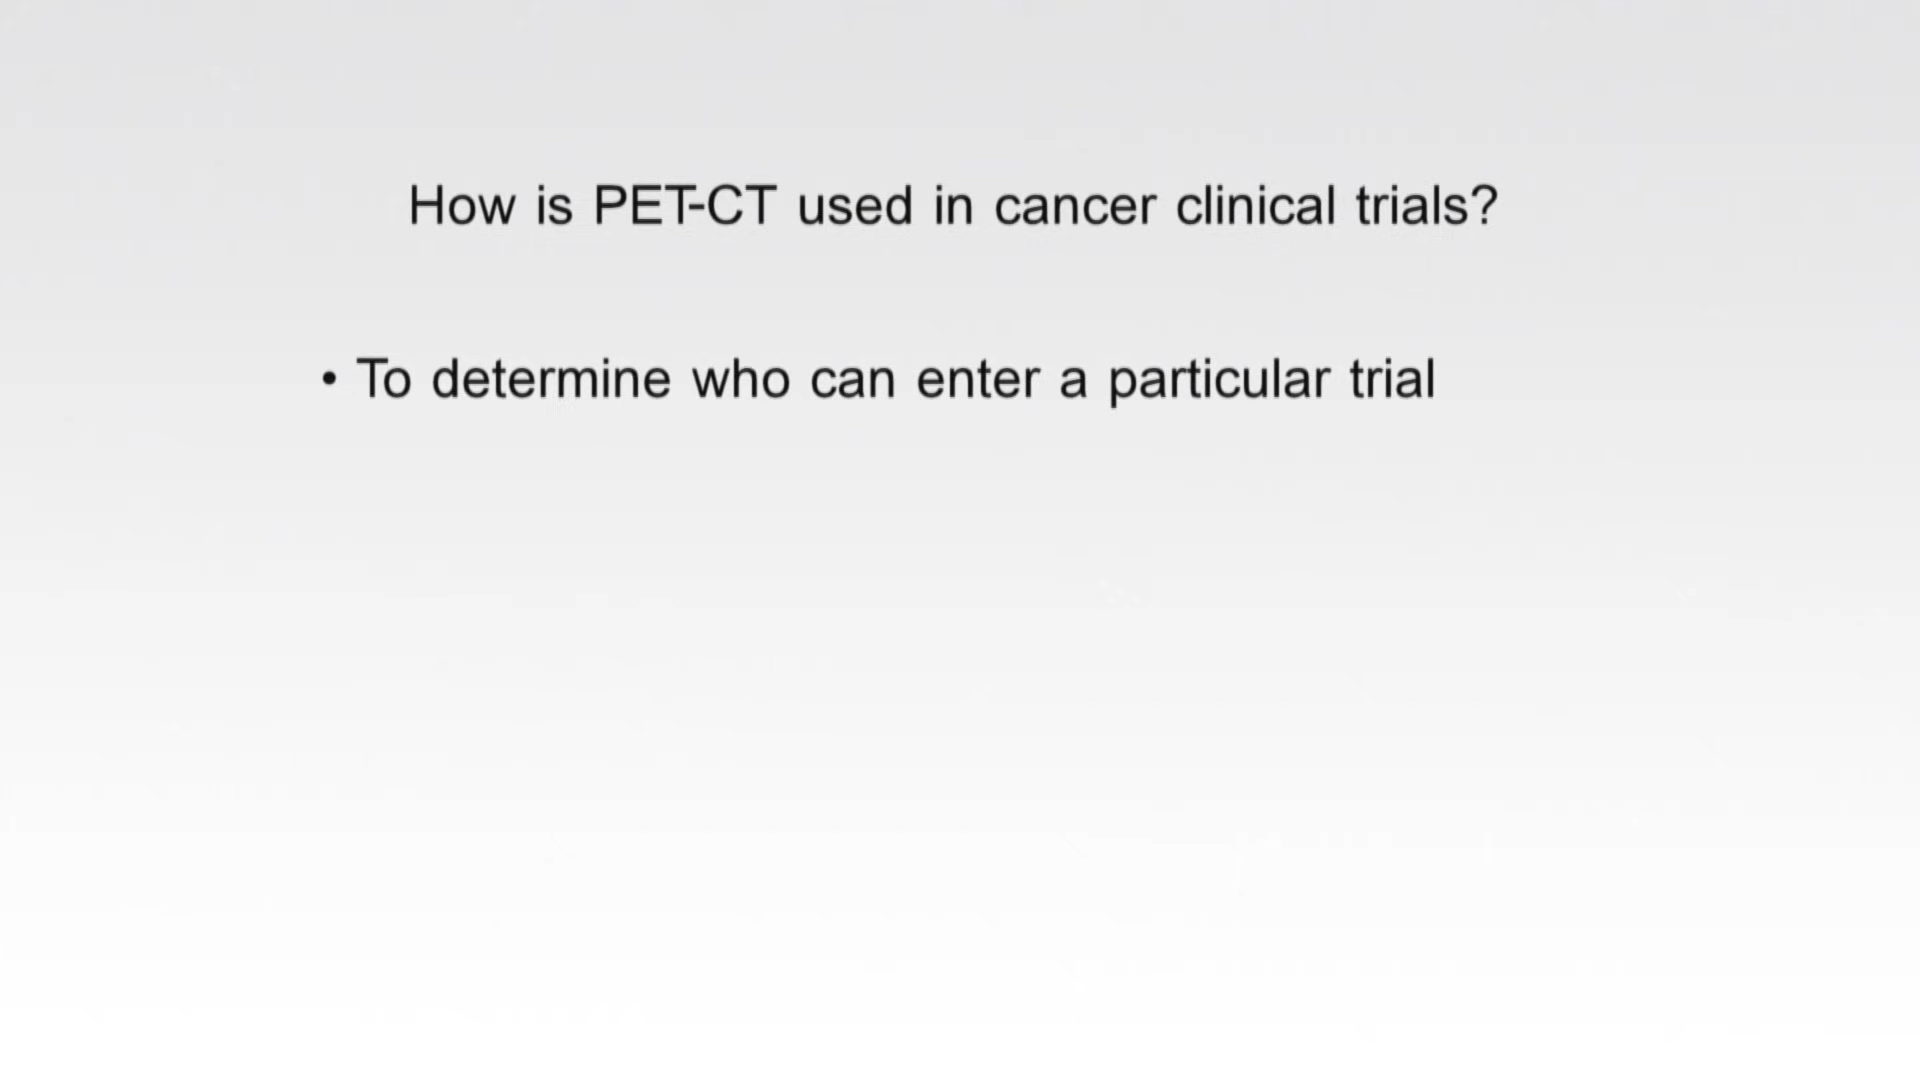 How is PET-CT used in cancer clinical trials?
• To determine who can enter a particular trial